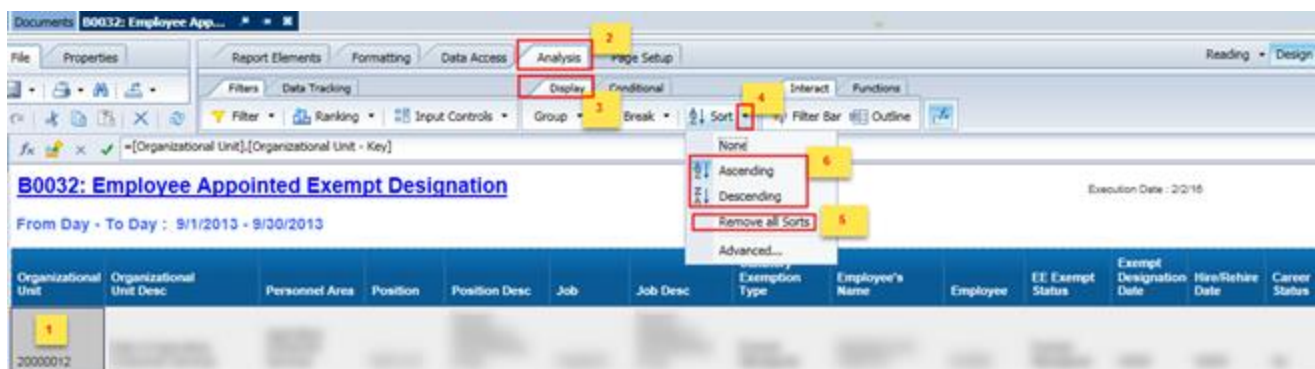 Documents B0032: Employee App...
2
File Properties Report Elements Formatting Data Access Analysis Page Setup Reading Design
Filters Data Tracking Display Conditional 4 Interact Functions
Filter Ranking Input Controls Group 3 Break Sort Filter Bar Outline
=[Organizational Unit].[Organizational Unit - Key]
None
6
Ascending
B0032: Employee Appointed Exempt Designation
Execution Date : 2/2/16
Descending
From Day - To Day : 9/1/2013 - 9/30/2013
Remove all Sorts 5
Advanced...
Organizational Unit Organizational Unit Desc Personnel Area Position Position Desc Job Job Desc Exemption Type Employee's Name Employee EE Exempt Status Exempt Designation Date Hire/Rehire Date Career Status
1
20000012